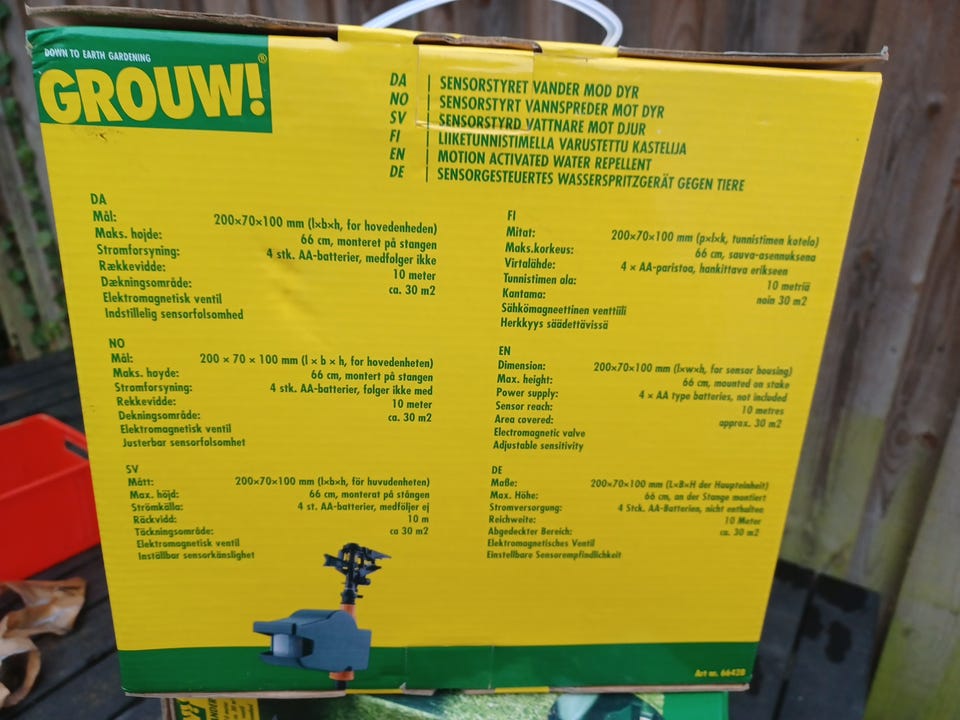 DOWN TO EARTH GARDENING
GROUW!®
DA SENSORSTYRET VANDER MOD DYR
NO SENSORSTYRT VANNSPREDER MOT DYR
SV SENSORSTYRD VATTNARE MOT DJUR
FI LIIKETUNNISTIMELLA VARUSTETTU KASTELIJA
EN MOTION ACTIVATED WATER REPELLENT
DE SENSORGESTEUERTES WASSERSPRITZGERÄT GEGEN TIERE
DA
Mål: 200×70×100 mm (l×b×h, for hovedenheden)
Maks. højde: 66 cm, monteret på stangen
Stromforsyning: 4 stk. AA-batterier, medfolger ikke
Rækkevidde: 10 meter
Dækningsområde: ca. 30 m2
Elektromagnetisk ventil
Indstillelig sensorfolsomhed
NO
Mål: 200 × 70 × 100 mm (l × b × h, for hovedenheten)
Maks. høyde: 66 cm, montert på stangen
Stromforsyning: 4 stk. AA-batterier, følger ikke med
Rekkevidde: 10 meter
Dekningsområde: ca. 30 m2
Elektromagnetisk ventil
Justerbar sensorfolsomhet
SV
Mått: 200×70×100 mm (l×b×h, för huvudenheten)
Max. höjd: 66 cm, monterat på stången
Strömkälla: 4 st. AA-batterier, medföljer ej
Räckvidd: 10 m
Täckningsområde: ca 30 m2
Elektromagnetisk ventil
Inställbar sensorkänslighet
FI
Mitat: 200×70×100 mm (p×l×k, tunnistimen kotelo)
Maks.korkeus: 66 cm, sauva-asennuksena
Virtalähde: 4 × AA-paristoa, hankittava erikseen
Tunnistimen ala: 10 metriä
Kantama: noin 30 m2
Sähkömagneettinen venttiili
Herkkyys säädettävissä
EN
Dimension: 200×70×100 mm (l×w×h, for sensor housing)
Max. height: 66 cm, mounted on stake
Power supply: 4 × AA type batteries, not included
Sensor reach: 10 metres
Area covered: approx. 30 m2
Electromagnetic valve
Adjustable sensitivity
DE
Maße: 200×70×100 mm (L×B×H der Haupteinheit)
Max. Höhe: 66 cm, an der Stange montiert
Stromversorgung: 4 Stck. AA-Batterien, nicht enthalten
Reichweite: 10 Meter
Abgedeckter Bereich: ca. 30 m2
Elektromagnetisches Ventil
Einstellbare Sensorempfindlichkeit
Art nr. 66420